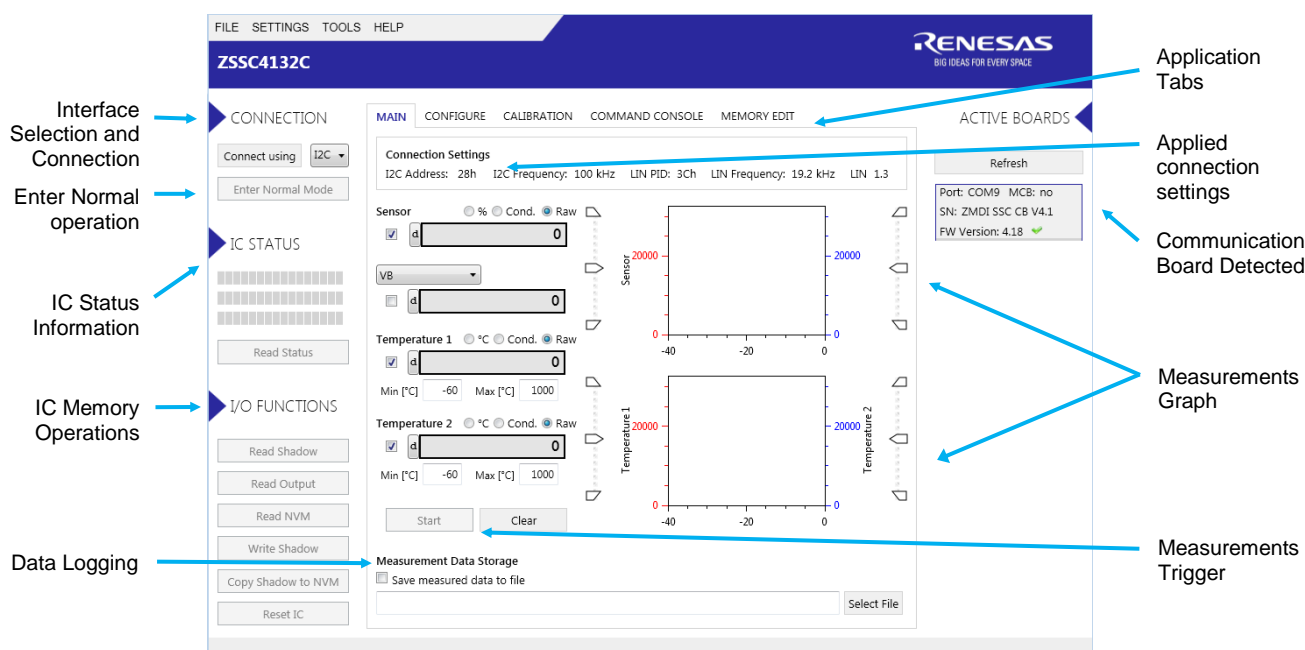 FILE SETTINGS TOOLS HELP
ZSSC4132C
RENESAS
BIG IDEAS FOR EVERY SPACE
Application
Tabs
Interface
Selection and
Connection
CONNECTION
MAIN CONFIGURE CALIBRATION COMMAND CONSOLE MEMORY EDIT
ACTIVE BOARDS
Connect using I2C
Connection Settings
I2C Address: 28h I2C Frequency: 100 kHz LIN PID: 3Ch LIN Frequency: 19.2 kHz LIN 1.3
Refresh
Applied
connection
settings
Enter Normal
operation
Enter Normal Mode
Port: COM9 MCB: no
SN: ZMDI SSC CB V4.1
FW Version: 4.18
Communication
Board Detected
Sensor % Cond. Raw
d 0
IC STATUS
VB
d 0
IC Status
Information
Read Status
Sensor
20000
20000
0
0
-40 -20 0
Temperature 1 °C Cond. Raw
d 0
Min [°C] -60 Max [°C] 1000
IC Memory
Operations
I/O FUNCTIONS
Temperature 2 °C Cond. Raw
d 0
Min [°C] -60 Max [°C] 1000
Temperature 1
20000
20000
Temperature 2
0
0
-40 -20 0
Measurements
Graph
Read Shadow
Read Output
Read NVM
Start Clear
Write Shadow
Copy Shadow to NVM
Reset IC
Data Logging
Measurement Data Storage
Save measured data to file
Select File
Measurements
Trigger